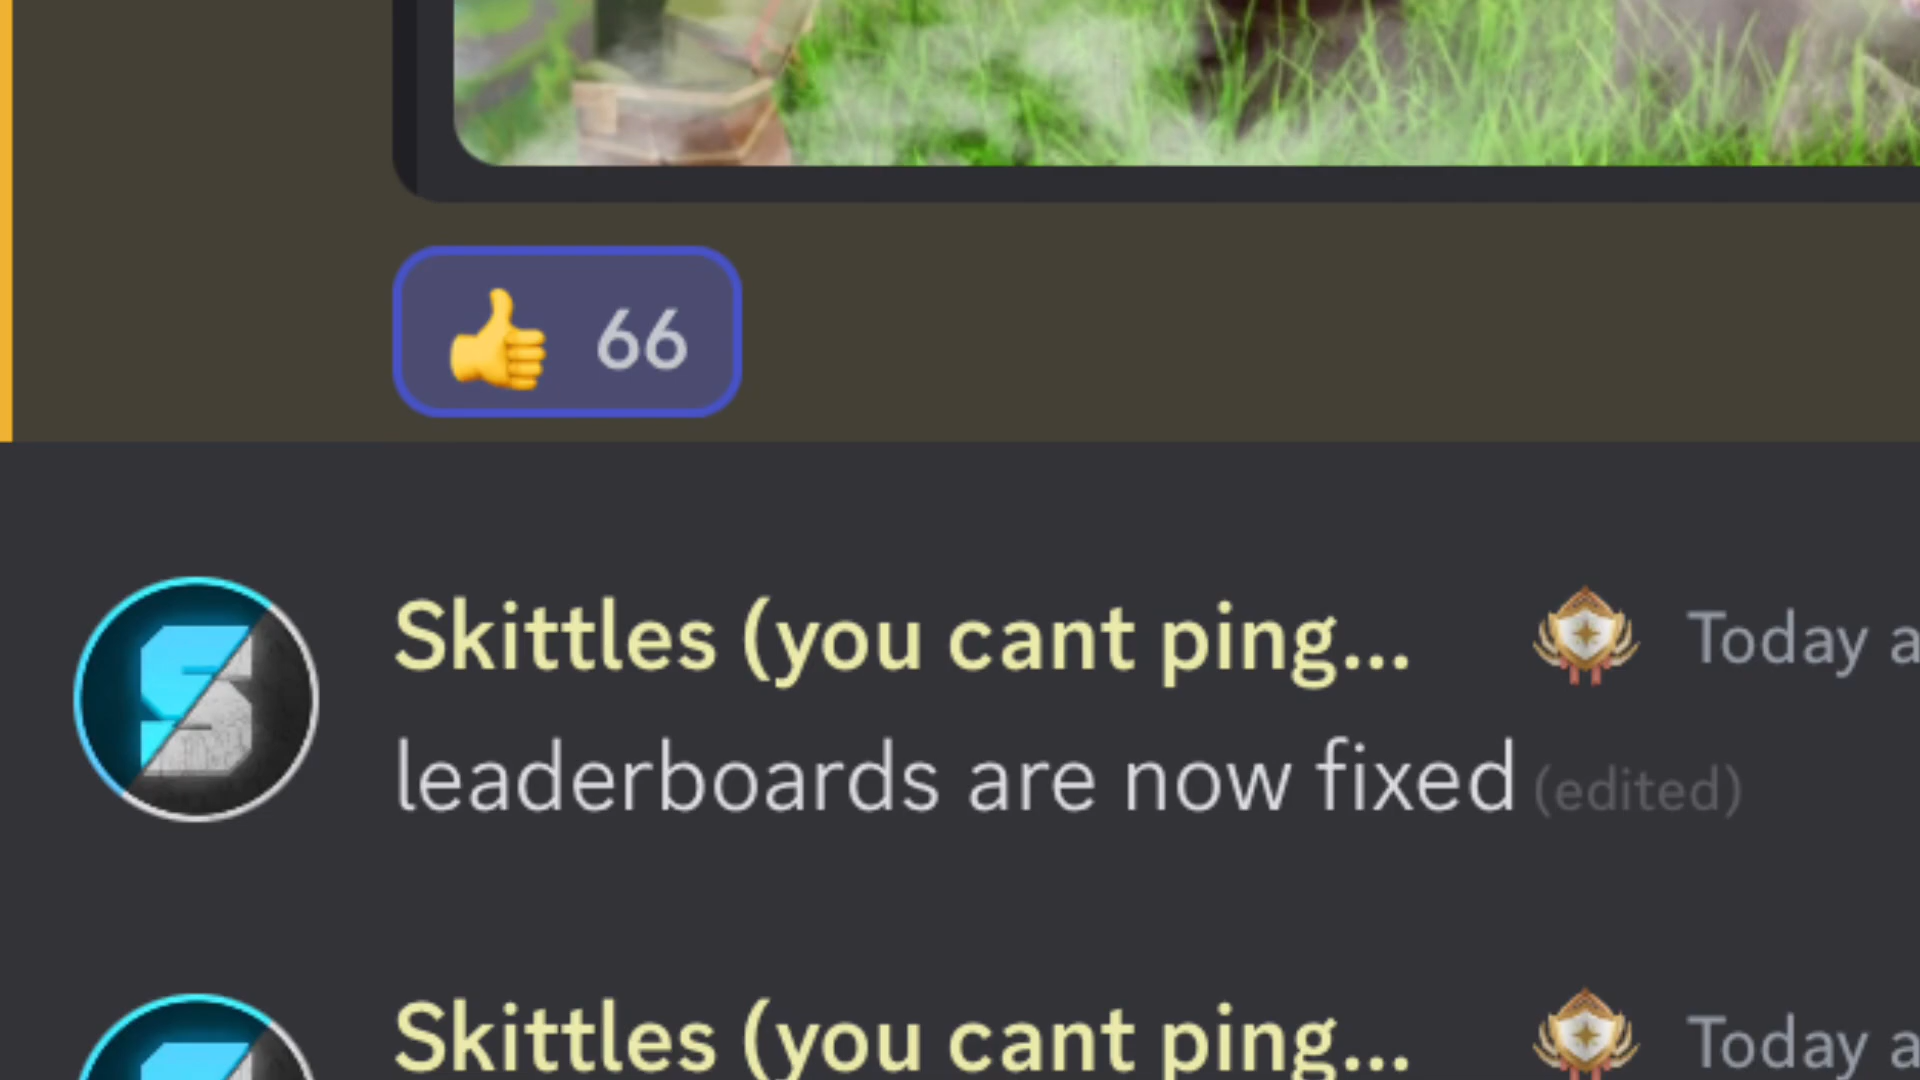 66
Skittles (you cant ping... Today a
leaderboards are now fixed (edited)
Skittles (you cant ping... Today a